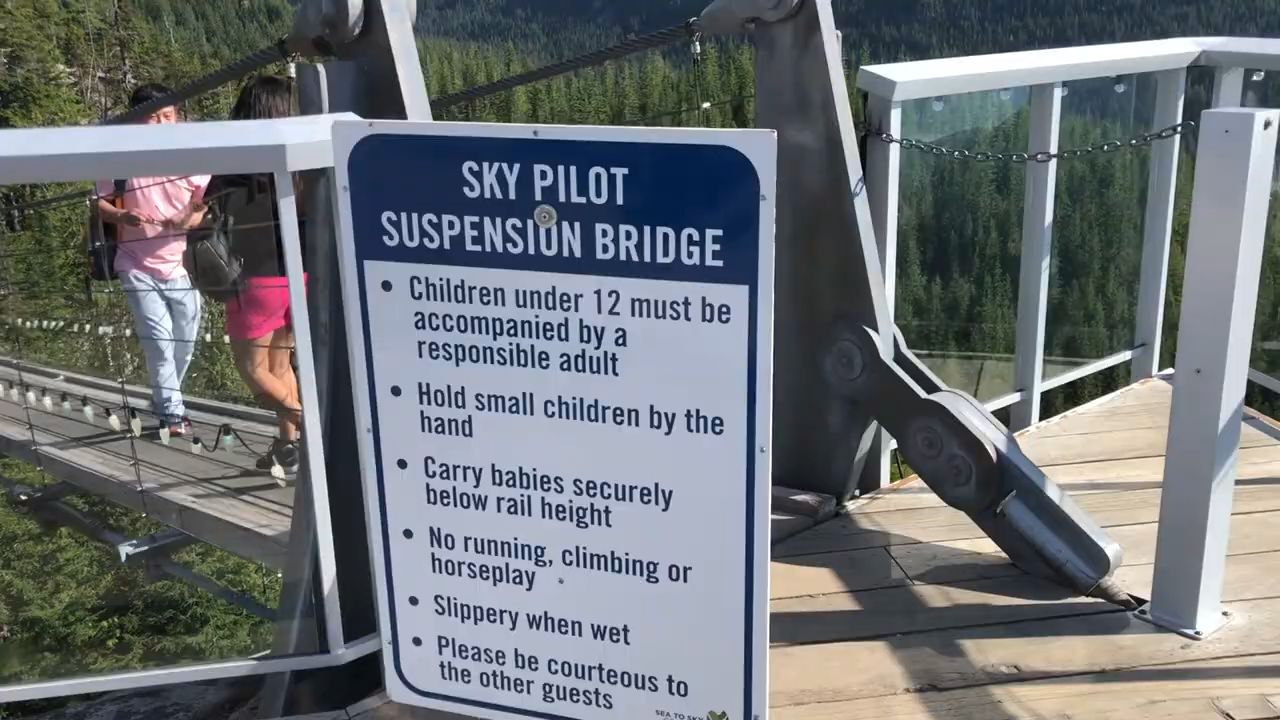 SKY PILOT
SUSPENSION BRIDGE
• Children under 12 must be
accompanied by a
responsible adult
• Hold small children by the
hand
• Carry babies securely
below rail height
• No running, climbing or
horseplay
• Slippery when wet
• Please be courteous to
the other guests
SEA TO SKY